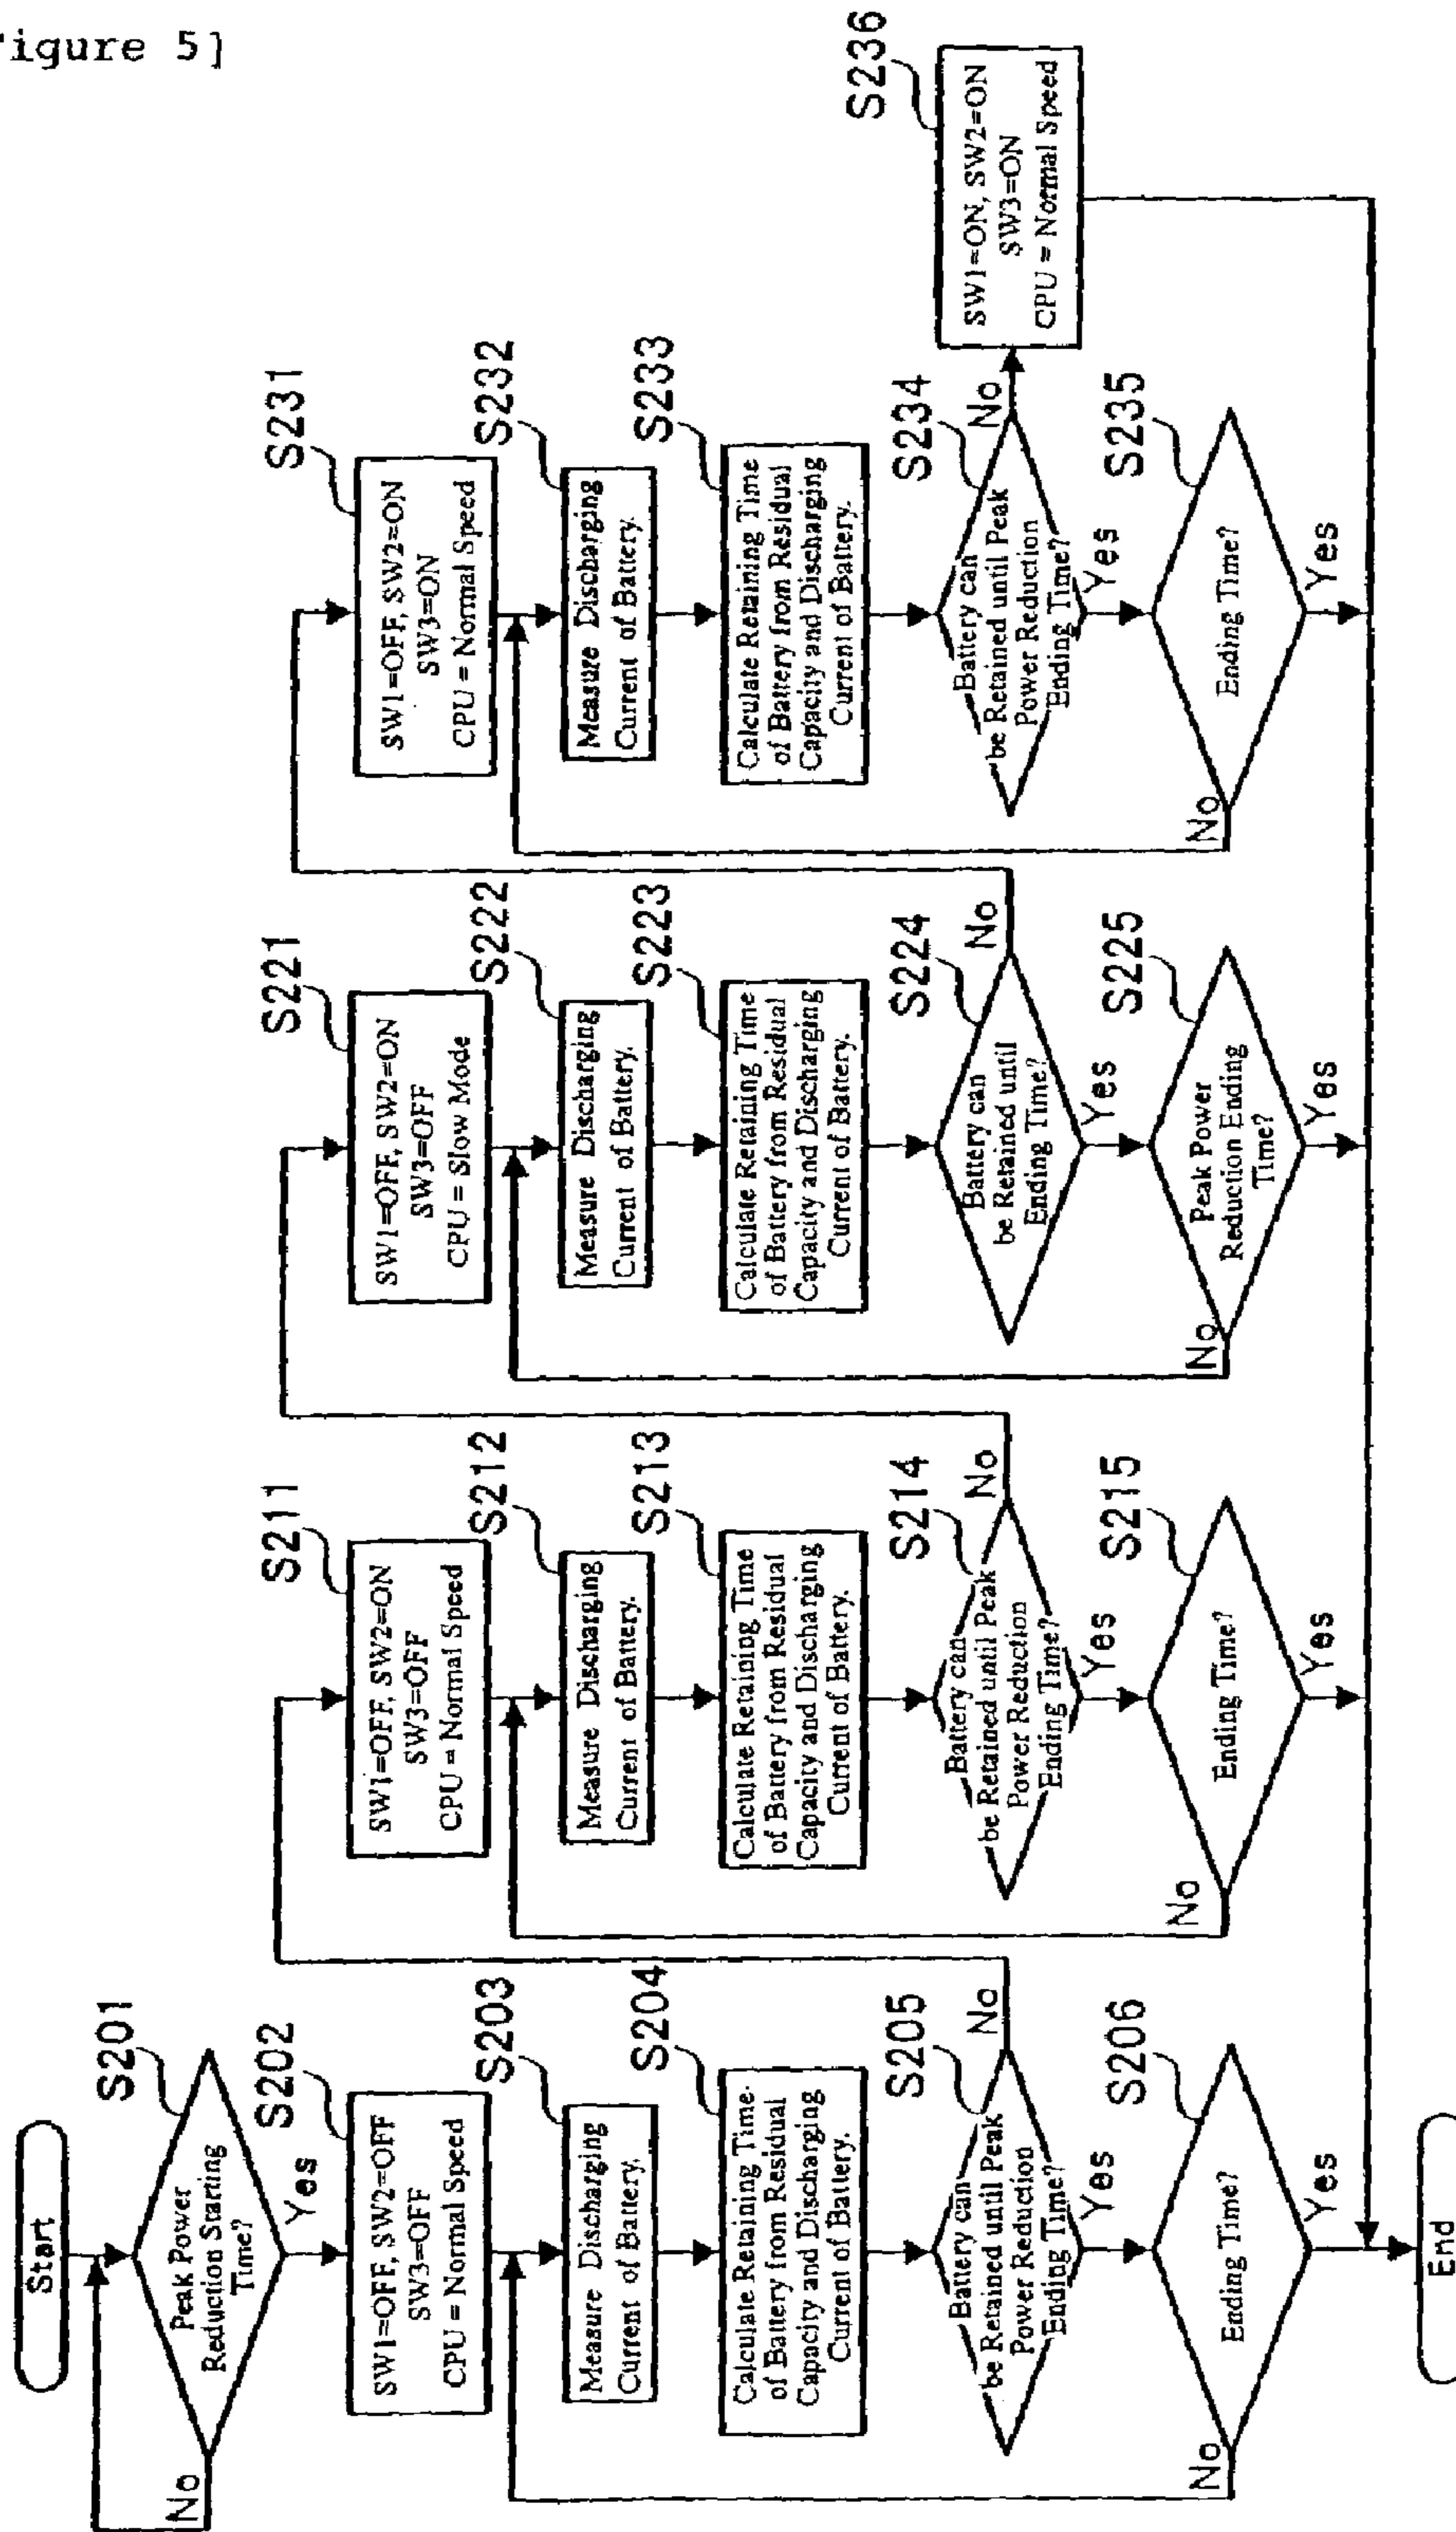 [Figure 5]
Start
S201
Peak Power
Reduction Starting
Time?
No
Yes
S202
SW1=OFF, SW2=OFF
SW3=OFF
CPU = Normal Speed
S203
Measure Discharging
Current of Battery.
S204
Calculate Retaining Time
of Battery from Residual
Capacity and Discharging
Current of Battery.
S205
Battery can
be Retained until Peak
Power Reduction
Ending Time?
No
Yes
S206
Ending Time?
No
Yes
End
S211
SW1=OFF, SW2=ON
SW3=OFF
CPU = Normal Speed
S212
Measure Discharging
Current of Battery.
S213
Calculate Retaining Time
of Battery from Residual
Capacity and Discharging
Current of Battery.
S214
Battery can
be Retained until Peak
Power Reduction
Ending Time?
No
Yes
S215
Ending Time?
No
Yes
S221
SW1=OFF, SW2=ON
SW3=OFF
CPU = Slow Mode
S222
Measure Discharging
Current of Battery.
S223
Calculate Retaining Time
of Battery from Residual
Capacity and Discharging
Current of Battery.
S224
Battery can
be Retained until
Ending Time?
No
Yes
S225
Peak Power
Reduction Ending
Time?
No
Yes
S231
SW1=OFF, SW2=ON
SW3=ON
CPU = Normal Speed
S232
Measure Discharging
Current of Battery.
S233
Calculate Retaining Time
of Battery from Residual
Capacity and Discharging
Current of Battery.
S234
Battery can
be Retained until Peak
Power Reduction
Ending Time?
No
Yes
S235
Ending Time?
No
Yes
S236
SW1=ON, SW2=ON
SW3=ON
CPU = Normal Speed